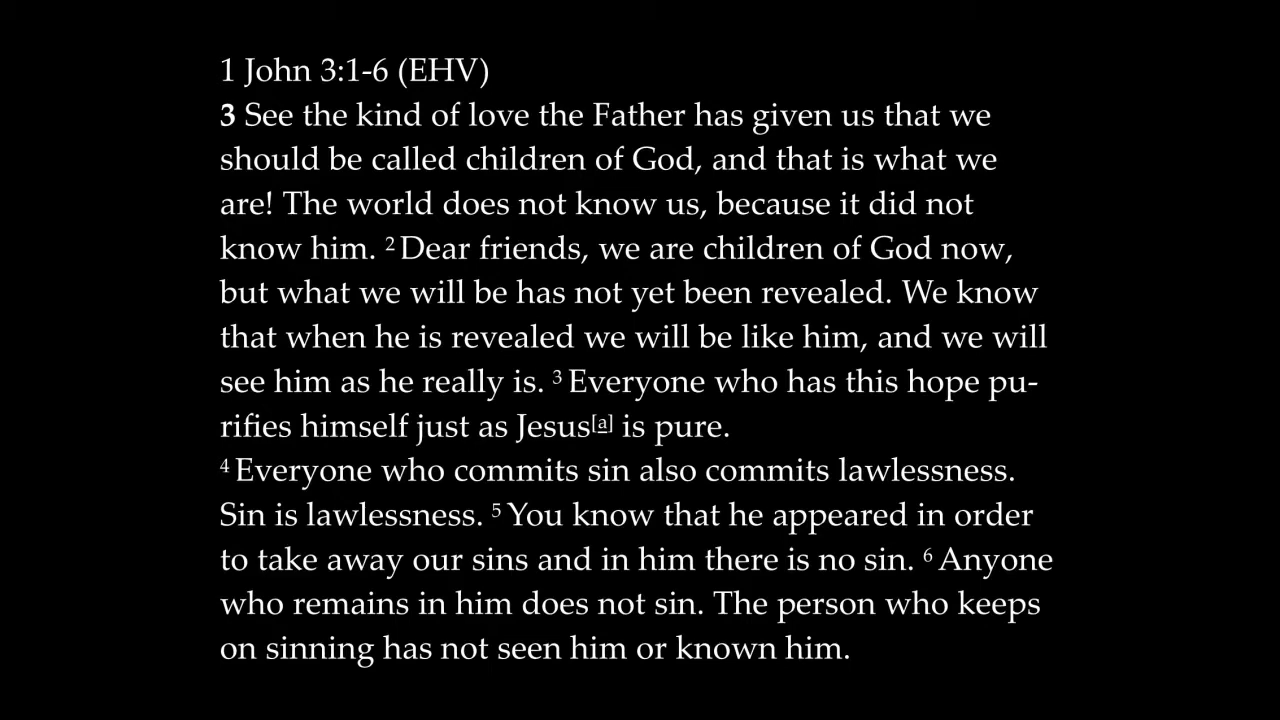 1 John 3:1-6 (EHV)
3 See the kind of love the Father has given us that we
should be called children of God, and that is what we
are! The world does not know us, because it did not
know him. 2 Dear friends, we are children of God now,
but what we will be has not yet been revealed. We know
that when he is revealed we will be like him, and we will
see him as he really is. 3 Everyone who has this hope pu-
rifies himself just as Jesus[a] is pure.
4 Everyone who commits sin also commits lawlessness.
Sin is lawlessness. 5 You know that he appeared in order
to take away our sins and in him there is no sin. 6 Anyone
who remains in him does not sin. The person who keeps
on sinning has not seen him or known him.